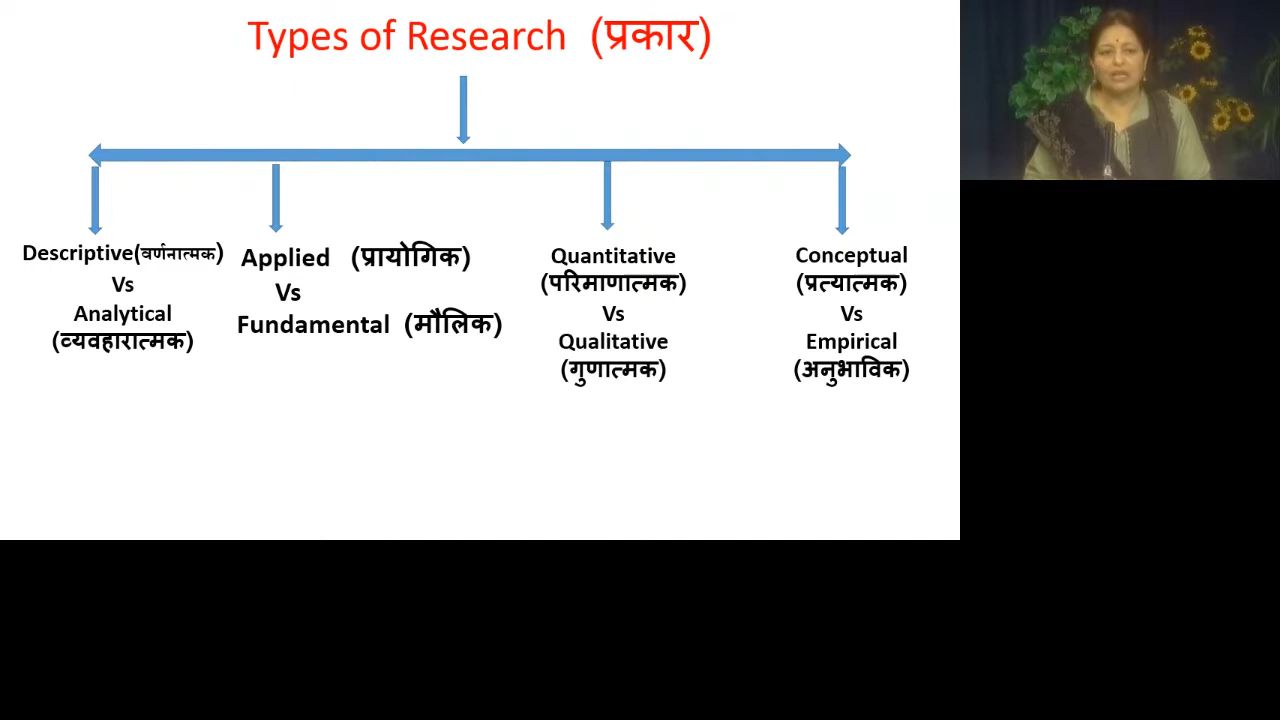 Types of Research (प्रकार)
Descriptive(वर्णनात्मक)
Vs
Analytical
(व्यवहारात्मक)
Applied (प्रायोगिक)
Vs
Fundamental (मौलिक)
Quantitative
(परिमाणात्मक)
Vs
Qualitative
(गुणात्मक)
Conceptual
(प्रत्यात्मक)
Vs
Empirical
(अनुभाविक)